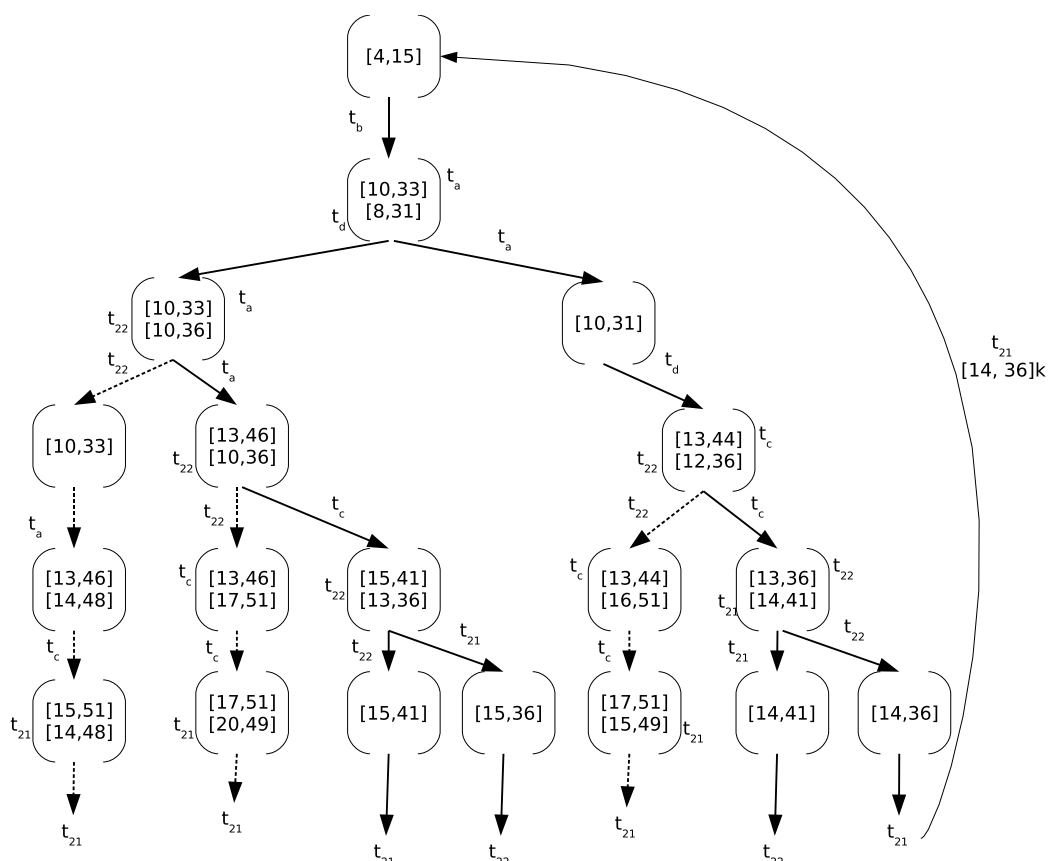 [4,15]
t_b
[10,33] t_a
[8,31]
t_d
t_a
[10,33] t_a
t_22 [10,36]
[10,31]
t_21
[14, 36]k
t_22 t_a
t_d
[10,33]
[13,46]
t_22 [10,36]
[13,44] t_c
t_22 [12,36]
t_a
t_22 t_c
t_22 t_c
[13,46]
[14,48]
t_c [13,46]
[17,51]
[15,41]
t_22 [13,36]
t_c [13,44]
[16,51]
[13,36] t_22
t_21 [14,41]
t_c
t_c
t_22 t_21
t_c
t_21 t_22
[15,51]
t_21 [14,48]
[17,51]
t_21 [20,49]
[15,41]
[15,36]
[17,51]
[15,49] t_21
[14,41]
[14,36]
t_21
t_21
t_21
t_22
t_21
t_22
t_21